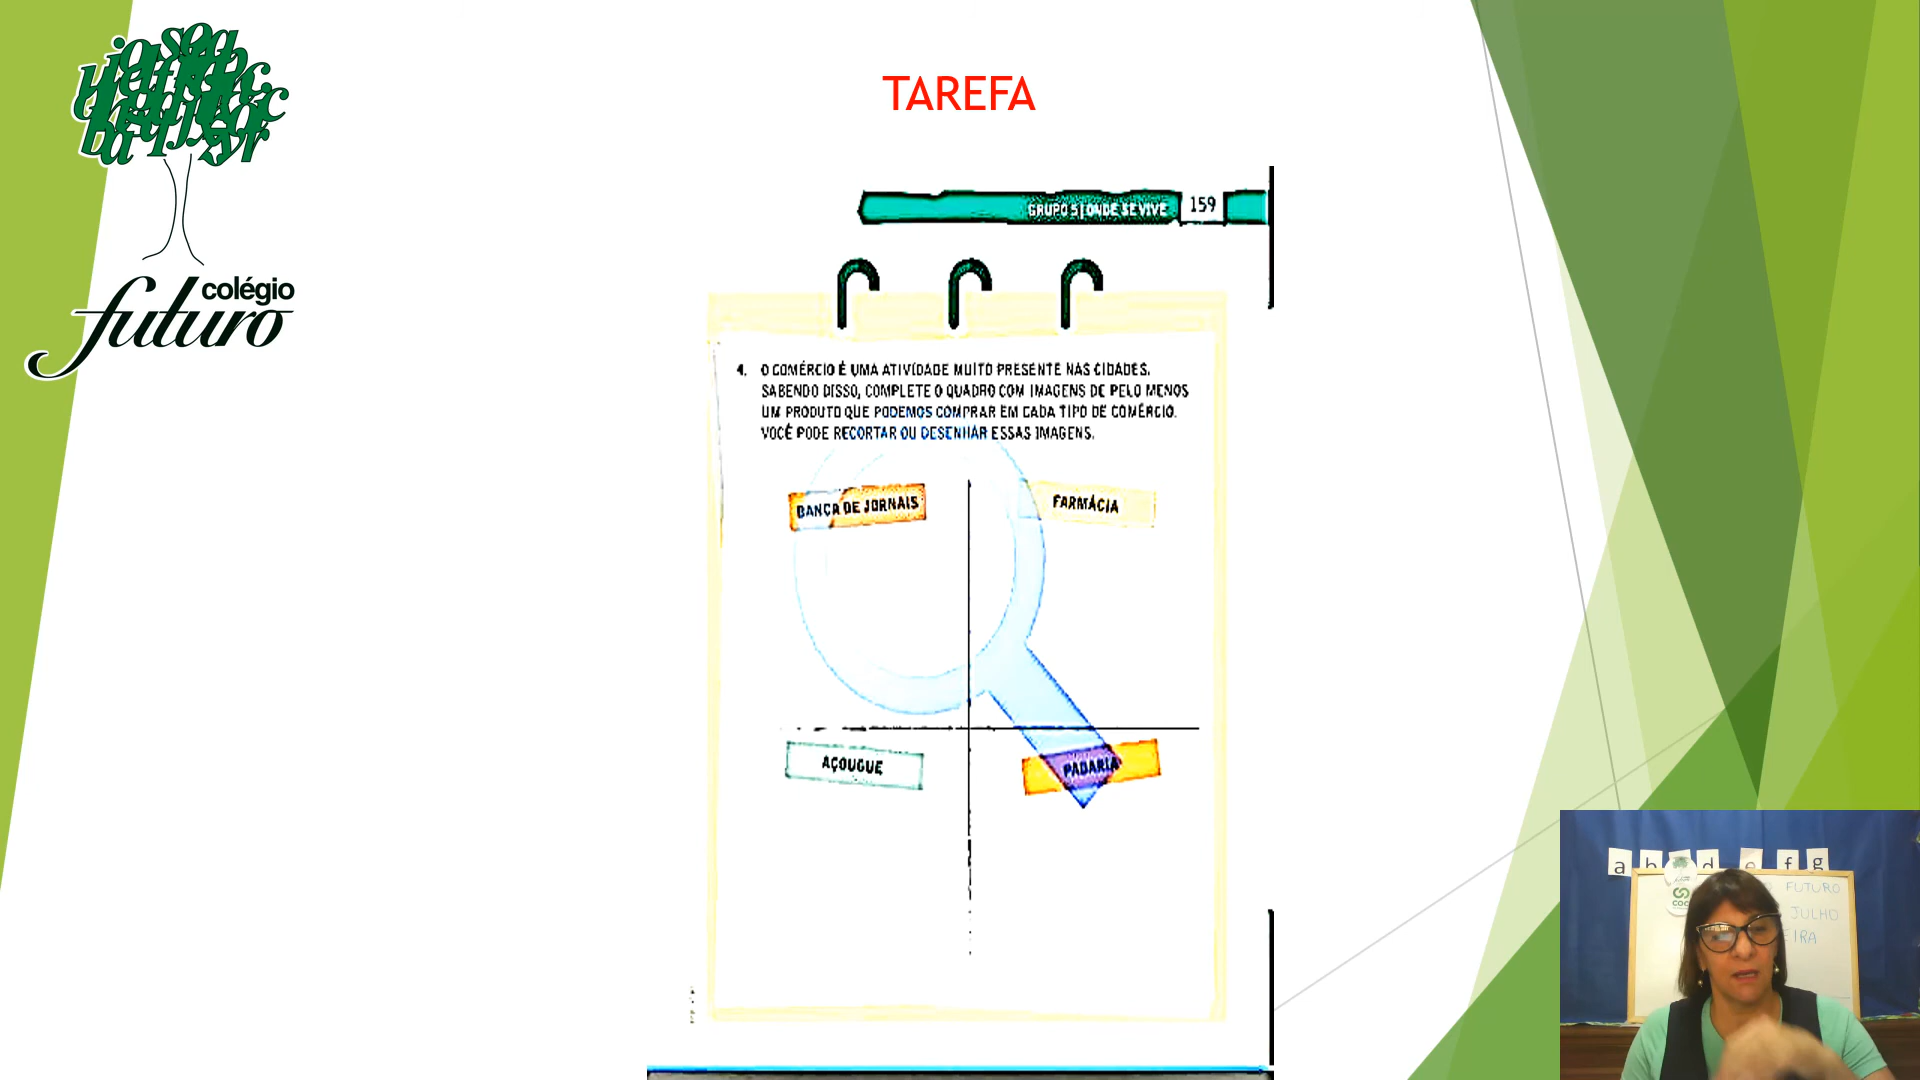 TAREFA
colégio
futuro
GRUPO 5 | ONDE SE VIVE 159
4. O COMÉRCIO É UMA ATIVIDADE MUITO PRESENTE NAS CIDADES.
SABENDO DISSO, COMPLETE O QUADRO COM IMAGENS DE PELO MENOS
UM PRODUTO QUE PODEMOS COMPRAR EM CADA TIPO DE COMÉRCIO.
VOCÊ PODE RECORTAR OU DESENHAR ESSAS IMAGENS.
BANCA DE JORNAIS
FARMÁCIA
AÇOUGUE
PADARIA
a b d e f g
FUTURO
COC
JULHO
EIRA